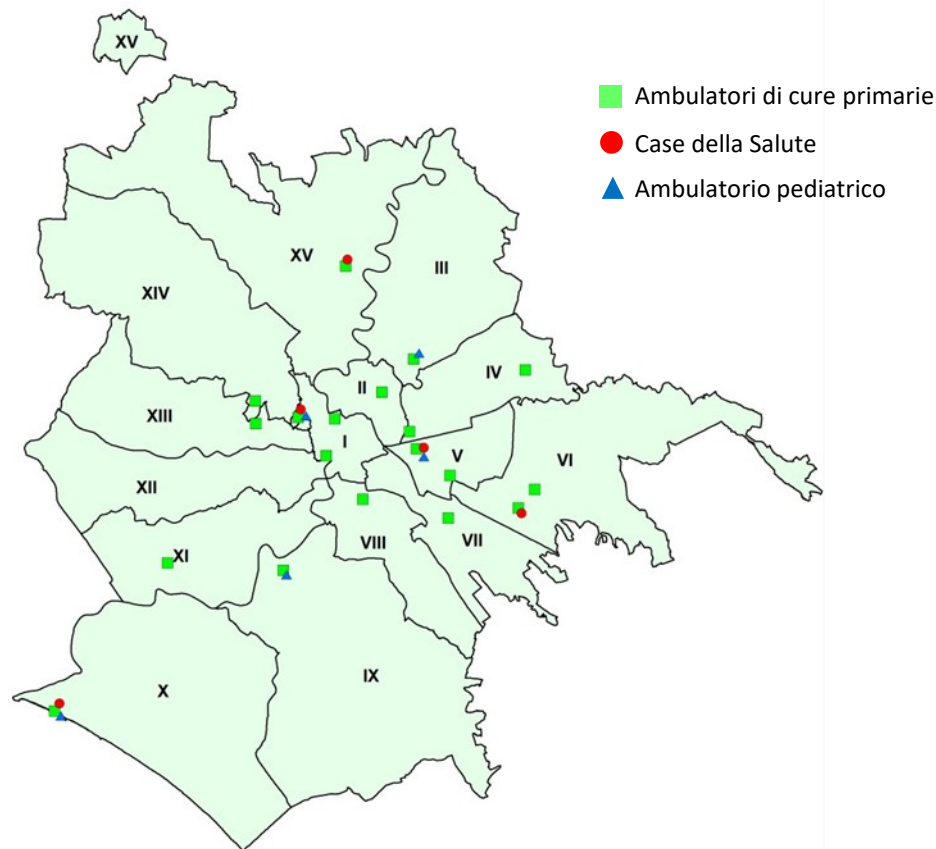 XV
Ambulatori di cure primarie
Case della Salute
Ambulatorio pediatrico
XV
III
XIV
IV
II
XIII
I
V
VI
XII
VIII
VII
XI
IX
X